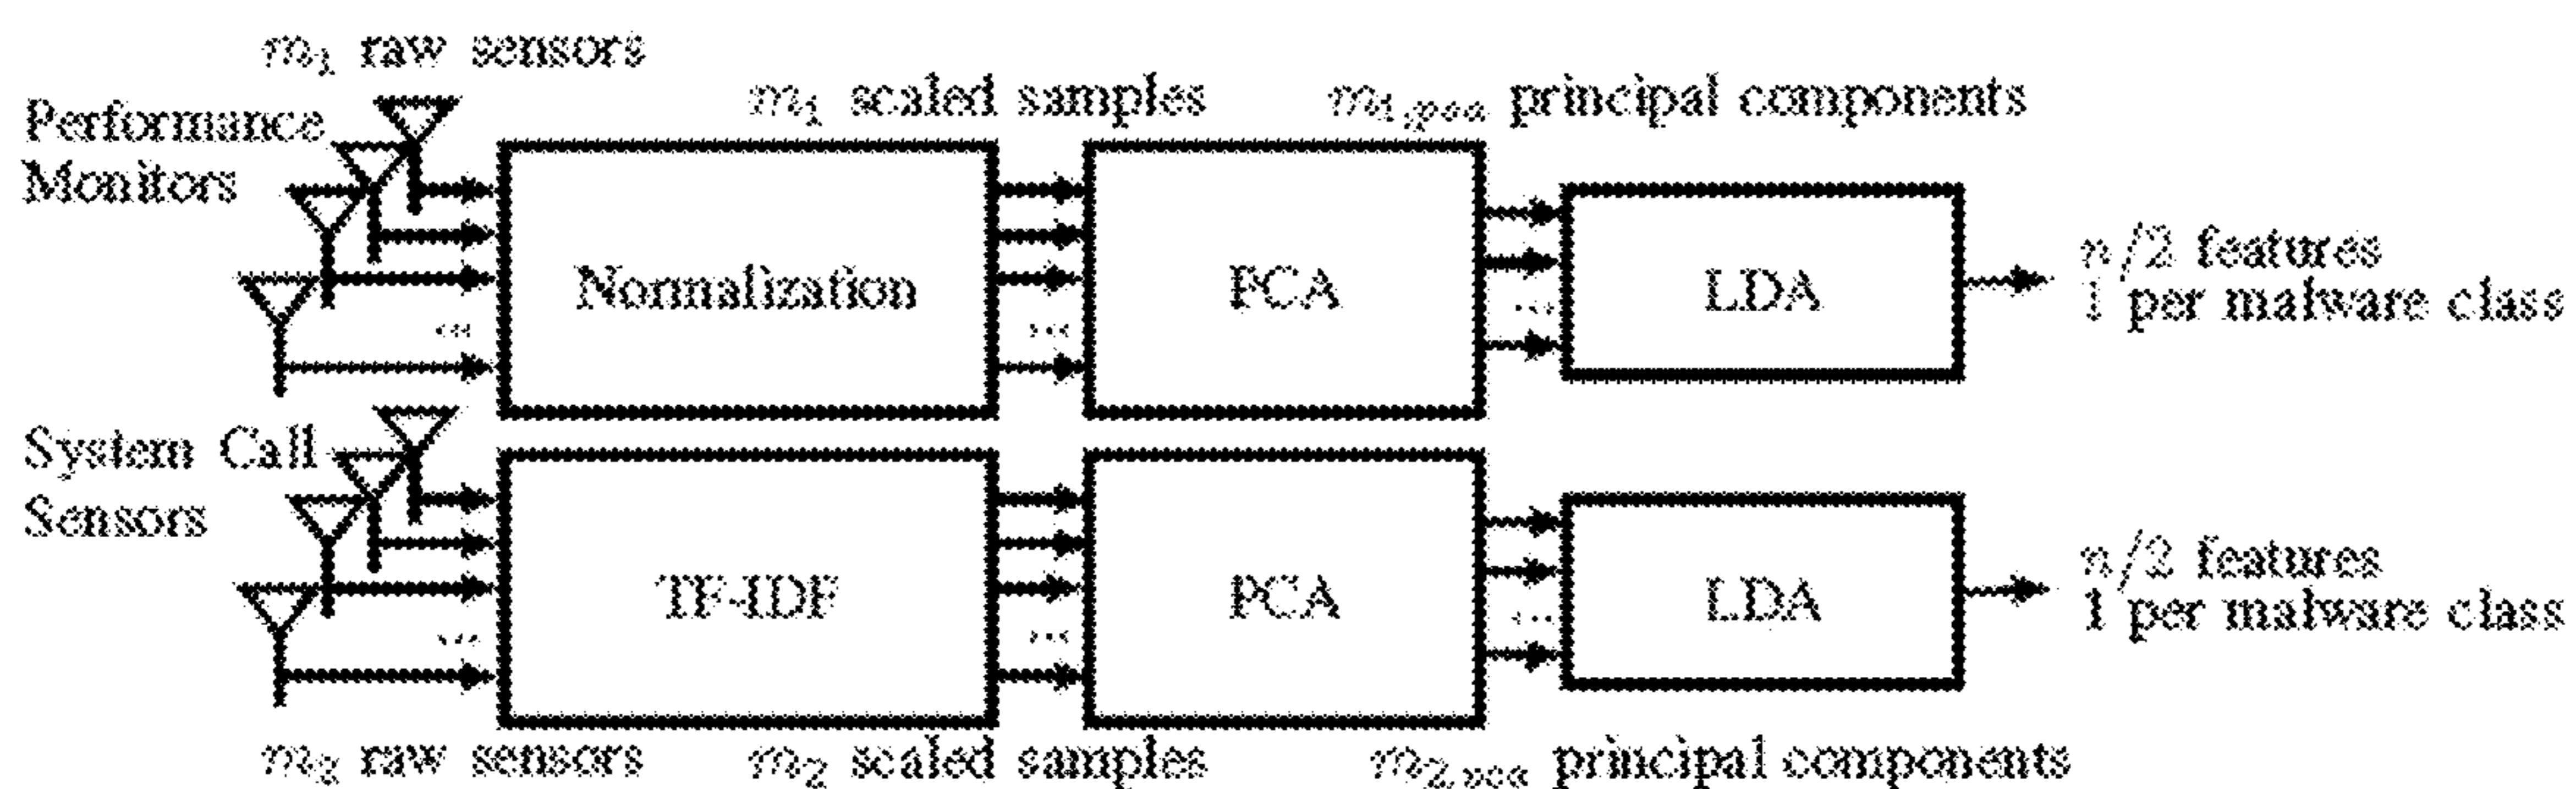 m₁ raw sensors
Performance
Monitors
m₁ scaled samples
m₁,pca principal components
...
Normalization
...
PCA
...
LDA
n/2 features
1 per malware class
System Call
Sensors
...
TF-IDF
...
PCA
...
LDA
n/2 features
1 per malware class
m₂ raw sensors
m₂ scaled samples
m₂,pca principal components